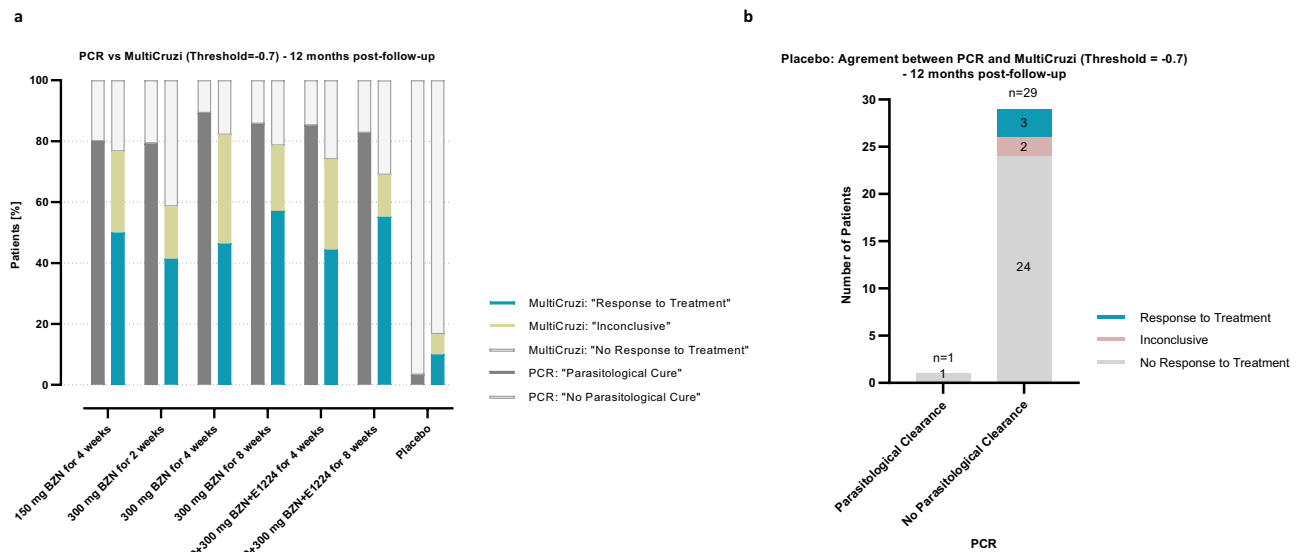 a
PCR vs MultiCruzi (Threshold=-0.7) - 12 months post-follow-up
Patients [%]
100
80
60
40
20
0
150 mg BZN for 4 weeks
300 mg BZN for 2 weeks
300 mg BZN for 4 weeks
300 mg BZN for 8 weeks
+300 mg BZN+E1224 for 4 weeks
+300 mg BZN+E1224 for 8 weeks
Placebo
MultiCruzi: "Response to Treatment"
MultiCruzi: "Inconclusive"
MultiCruzi: "No Response to Treatment"
PCR: "Parasitological Cure"
PCR: "No Parasitological Cure"
b
Placebo: Agrement between PCR and MultiCruzi (Threshold = -0.7)
- 12 months post-follow-up
Number of Patients
30
25
20
15
10
5
0
n=1
1
n=29
3
2
24
Parasitological Clearance
No Parasitological Clearance
PCR
Response to Treatment
Inconclusive
No Response to Treatment